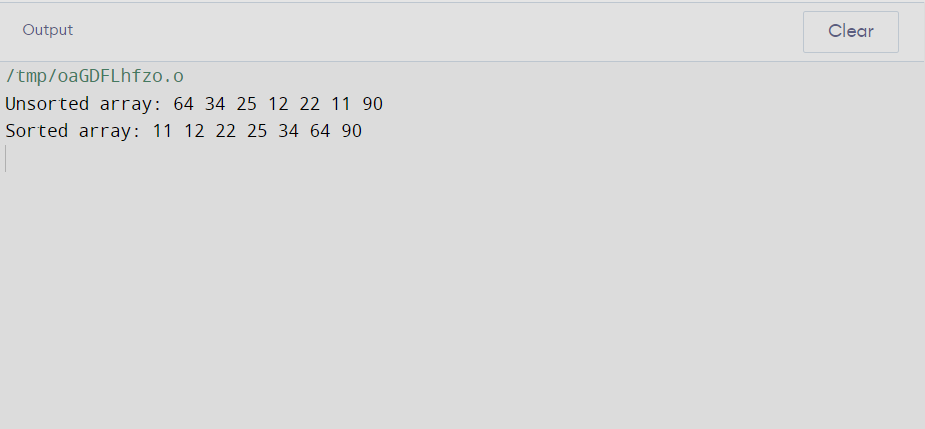 Output
Clear
/tmp/oaGDFLhfzo.o
Unsorted array: 64 34 25 12 22 11 90
Sorted array: 11 12 22 25 34 64 90